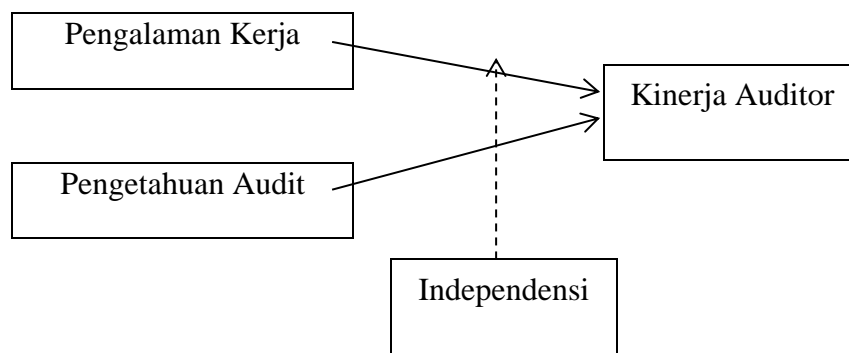 Pengalaman Kerja
Kinerja Auditor
Pengetahuan Audit
Independensi